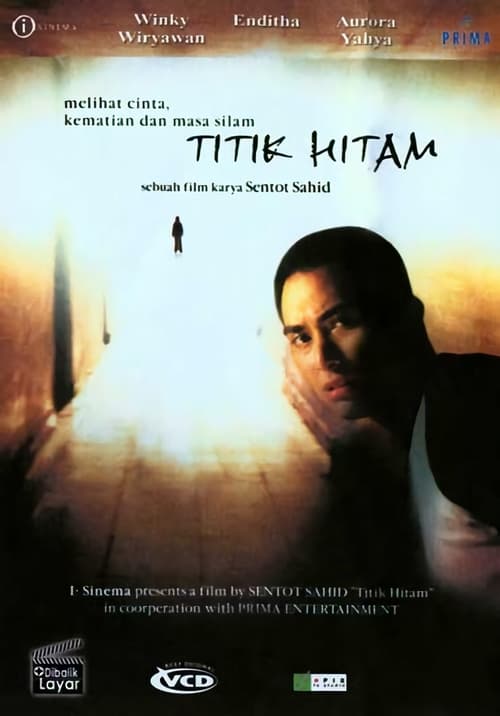 i SINEMA
Winky Wiryawan
Enditha
Aurora Yahya
PRIMA
melihat cinta,
kematian dan masa silam
TITIK HITAM
sebuah film karya Sentot Sahid
I· Sinema presents a film by SENTOT SAHID "Titik Hitam"
in coorperation with PRIMA ENTERTAINMENT
Dibalik
Layar
VCD